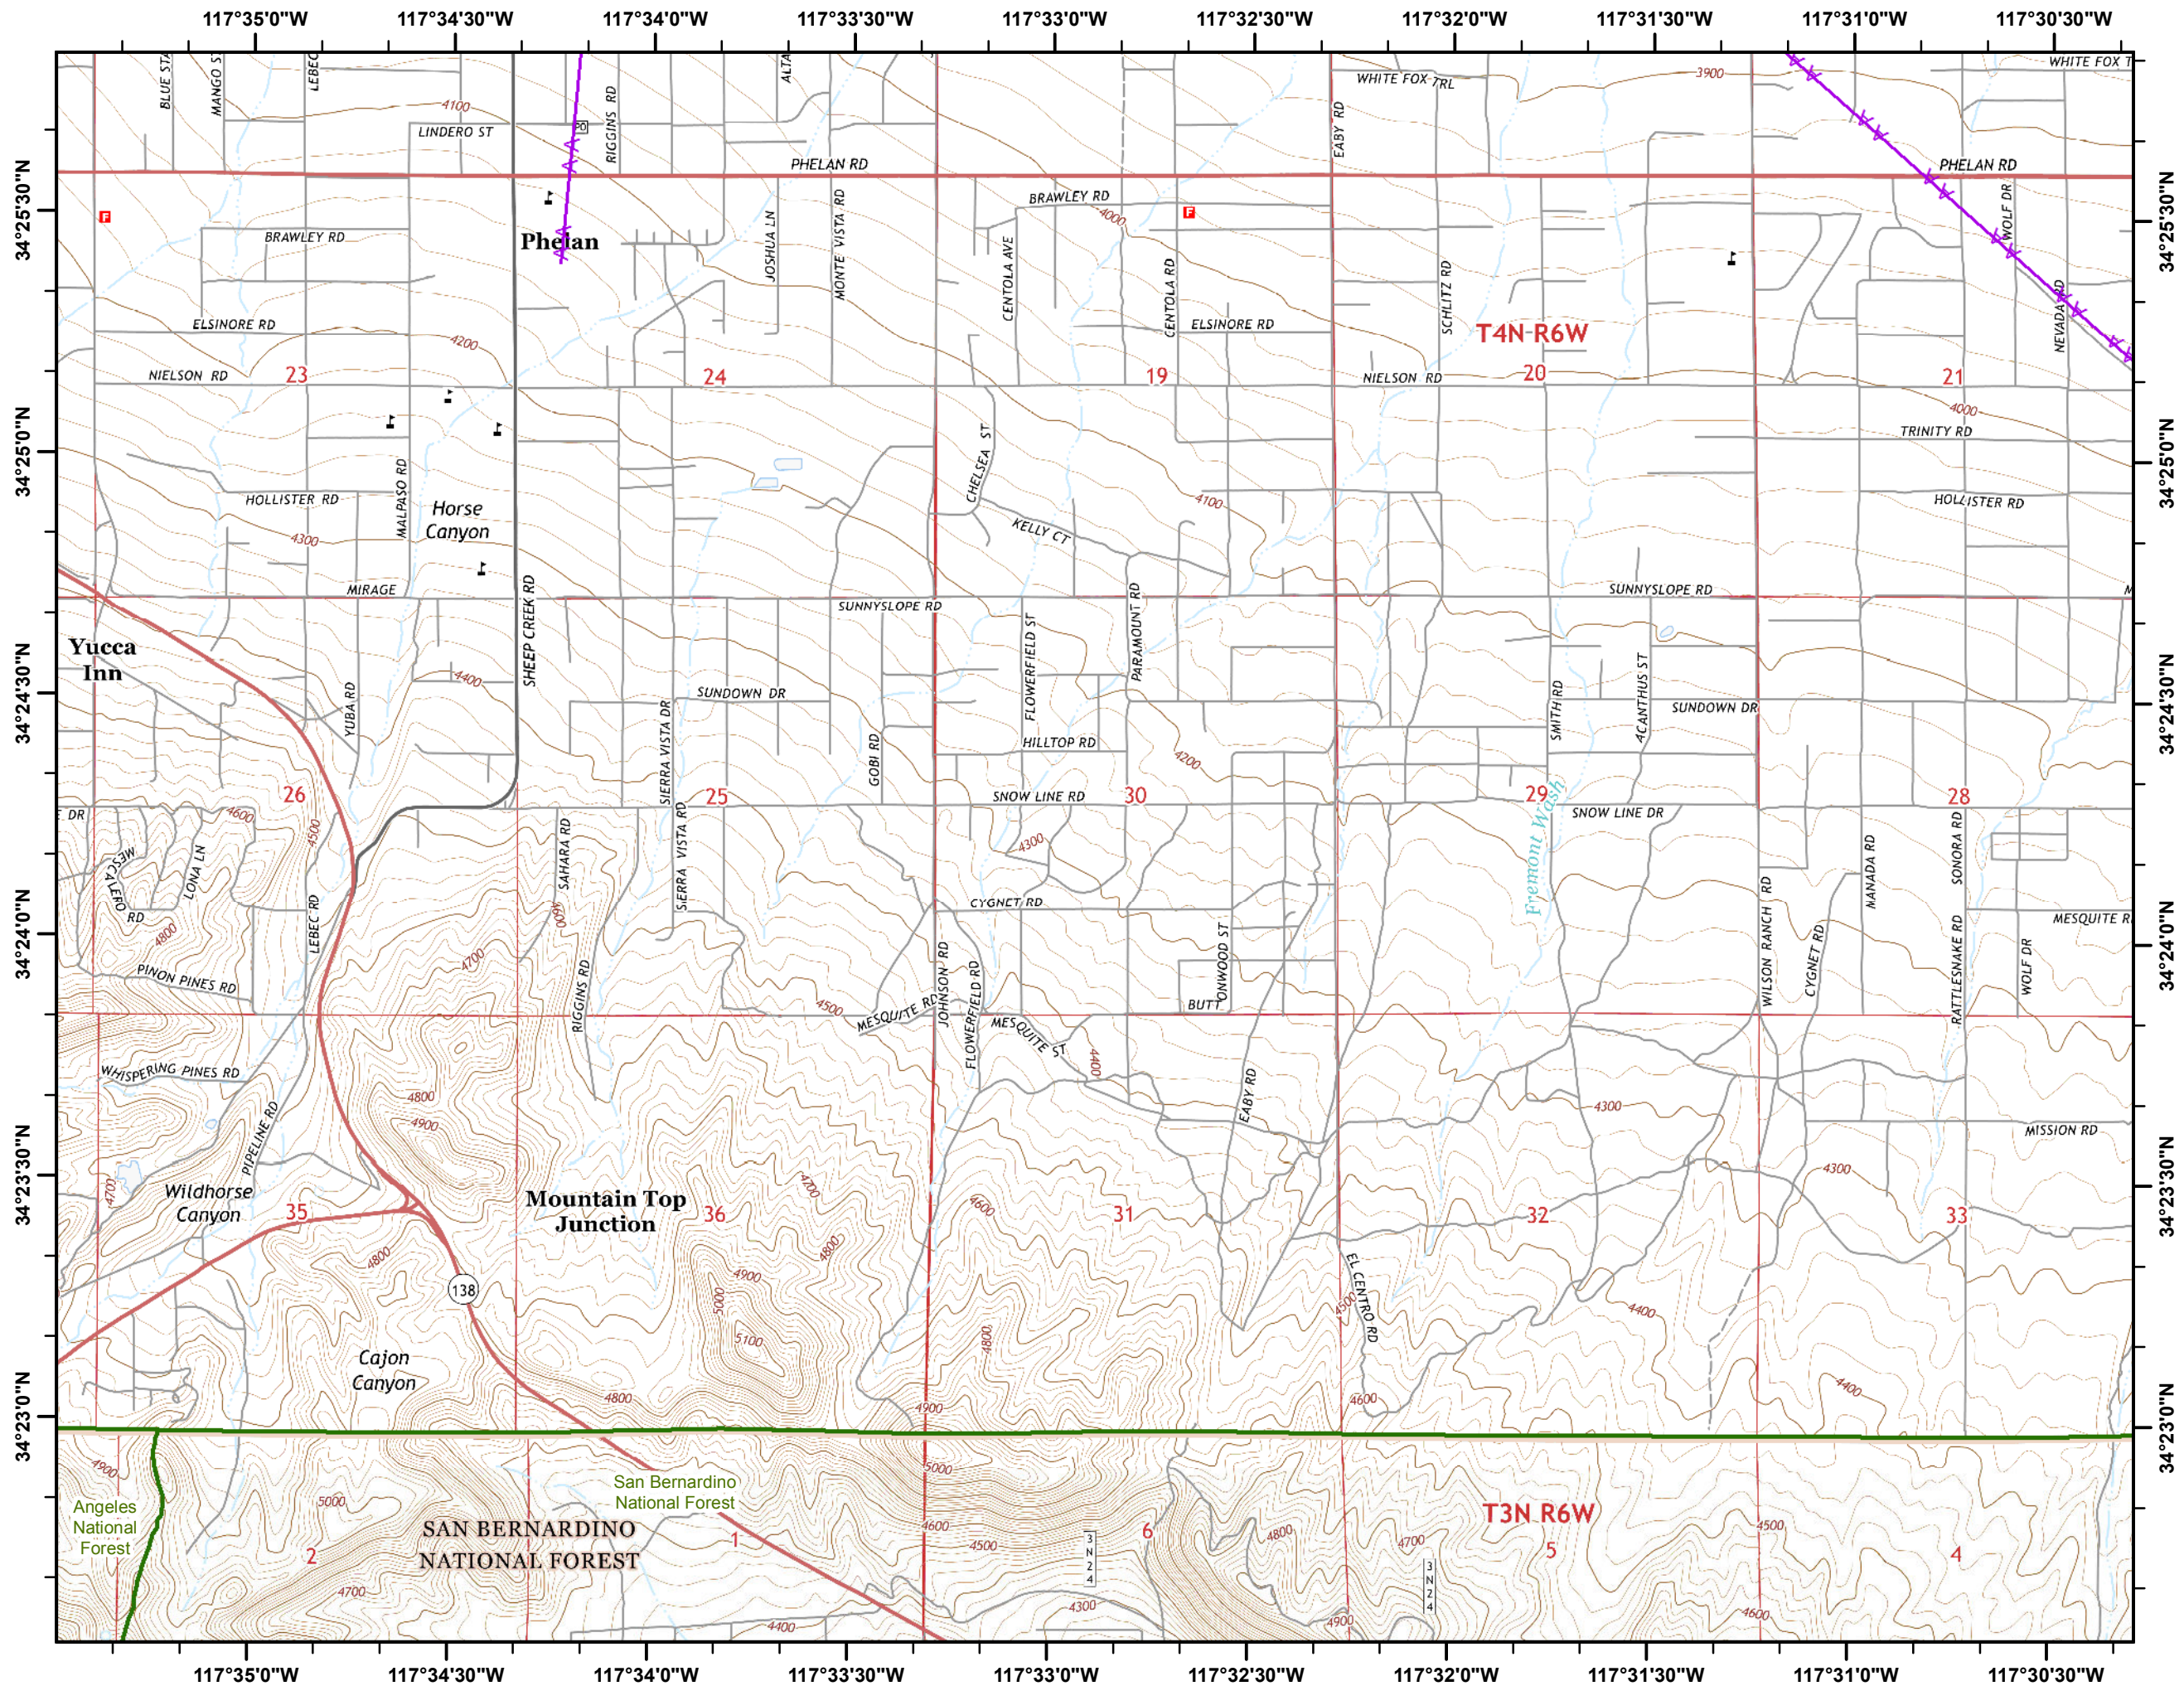 117°35'0"W
117°34'30"W
117°34'0"W
117°33'30"W
117°33'0"W
117°32'30"W
117°32'0"W
117°31'30"W
117°31'0"W
117°30'30"W
BLUE STA
MANGO S
LEBEC
ALTA
WHITE FOX TRL
3900
WHITE FOX T
4100
LINDERO ST
PO
RIGGINS RD
EABY RD
PHELAN RD
PHELAN RD
34°25'30"N
34°25'30"N
F
F
BRAWLEY RD
4000
BRAWLEY RD
Phelan
JOSHUA LN
MONTE VISTA RD
CENTOLA AVE
CENTOLA RD
SCHLITZ RD
WOLF DR
NEVADA RD
ELSINORE RD
ELSINORE RD
T4N R6W
4200
NIELSON RD
23
24
19
NIELSON RD
20
21
4000
TRINITY RD
34°25'0"N
34°25'0"N
CHELSEA ST
MALPASO RD
HOLLISTER RD
Horse
Canyon
4100
HOLLISTER RD
KELLY CT
4300
MIRAGE
SHEEP CREEK RD
SUNNYSLOPE RD
PARAMOUNT RD
SUNNYSLOPE RD
M
Yucca
Inn
FLOWERFIELD ST
34°24'30"N
34°24'30"N
4400
YUBA RD
SUNDOWN DR
SIERRA VISTA DR
SMITH RD
ACANTHUS ST
SUNDOWN DR
GOBI RD
HILLTOP RD
4200
26
25
SNOW LINE RD
30
29
SNOW LINE DR
28
E DR
4600
4500
MESCALERO
RD
LONA LN
SAHARA RD
SIERRA VISTA RD
4300
Fremont Wash
NANADA RD
SONORA RD
CYGNET RD
4600
LEBEC RD
34°24'0"N
34°24'0"N
4800
4700
PINON PINES RD
RIGGINS RD
4500
MESQUITE RD
JOHNSON RD
FLOWERFIELD RD
BUTTONWOOD ST
WILSON RANCH RD
CYGNET RD
RATTLESNAKE RD
WOLF DR
MESQUITE R
MESQUITE ST
4400
WHISPERING PINES RD
4800
4900
EABY RD
4300
MISSION RD
PIPELINE RD
34°23'30"N
34°23'30"N
4700
Wildhorse
Canyon
35
Mountain Top
Junction
4700
36
4600
31
32
4300
33
4800
4800
138
4900
5000
EL CENTRO RD
4500
4400
5100
4800
Cajon
Canyon
4800
4900
4600
4400
34°23'0"N
34°23'0"N
4900
San Bernardino
National Forest
5000
Angeles
National
Forest
5000
SAN BERNARDINO
NATIONAL FOREST
1
4600
4500
3N24
6
4800
4700
T3N R6W
5
4500
4
2
4700
3N24
4300
4400
4900
4600
117°35'0"W
117°34'30"W
117°34'0"W
117°33'30"W
117°33'0"W
117°32'30"W
117°32'0"W
117°31'30"W
117°31'0"W
117°30'30"W